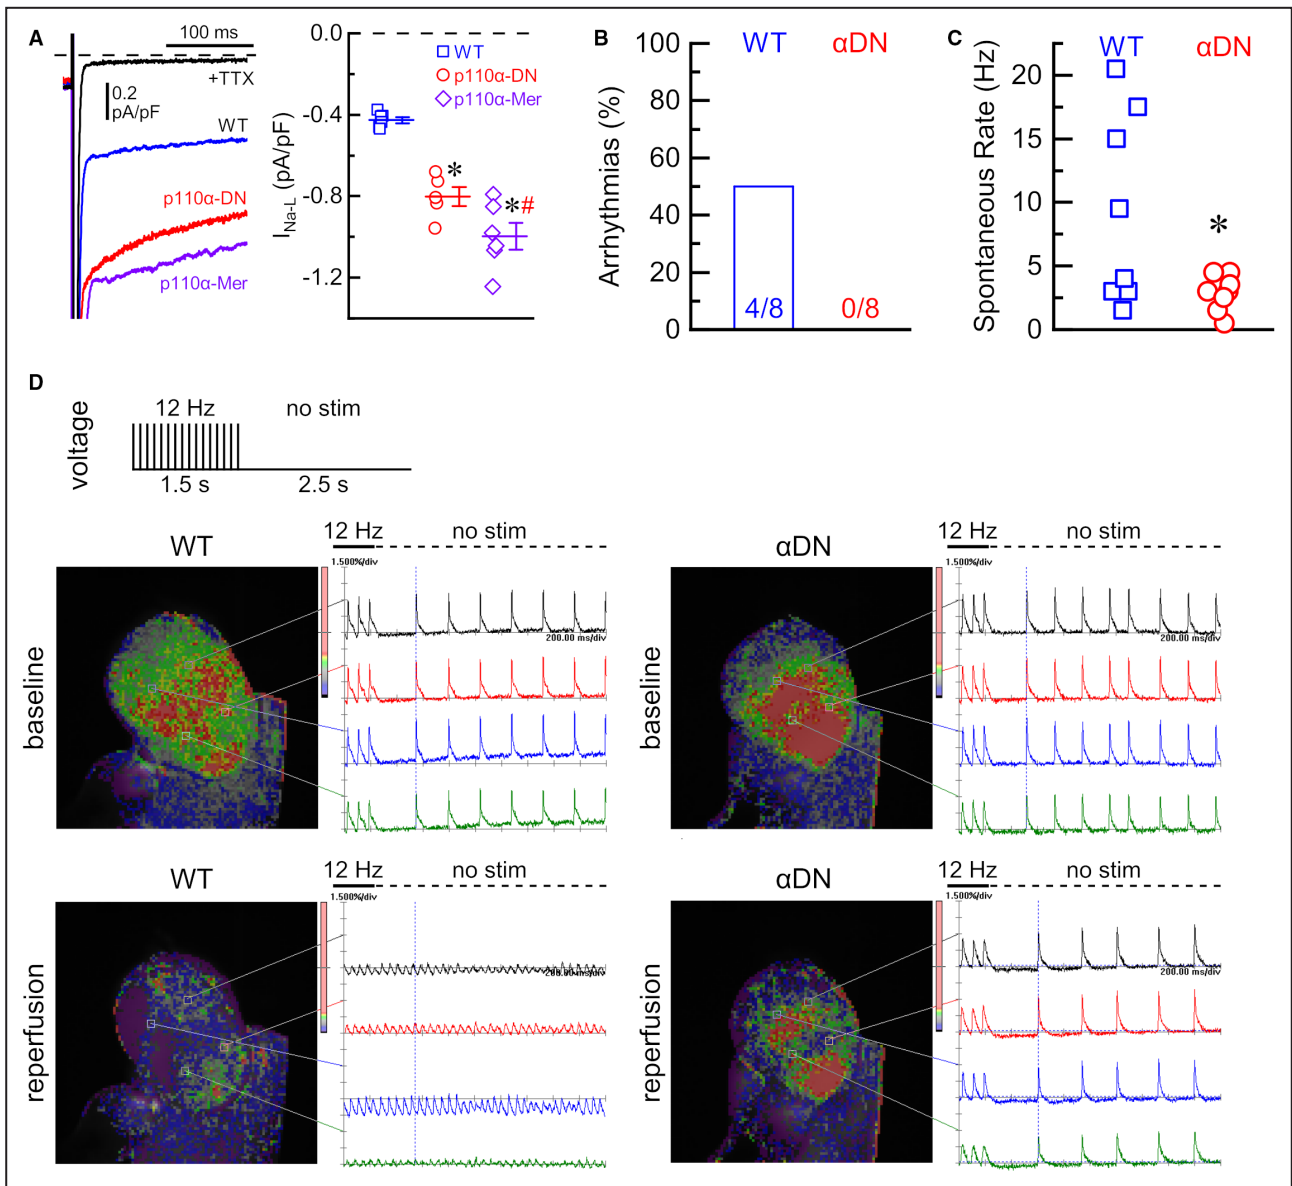 A
100 ms
+TTX
0.2
pA/pF
WT
p110α-DN
p110α-Mer
0.0
-0.4
-0.8
-1.2
I_Na-L (pA/pF)
WT
p110α-DN
p110α-Mer
*
*#
B
100
80
60
40
20
0
Arrhythmias (%)
WT
αDN
4/8
0/8
C
20
15
10
5
0
Spontaneous Rate (Hz)
WT
αDN
*
D
voltage
12 Hz
no stim
1.5 s
2.5 s
baseline
WT
12 Hz
no stim
1.500%/div
200.00 ms/div
baseline
αDN
12 Hz
no stim
1.500%/div
200.00 ms/div
reperfusion
WT
12 Hz
no stim
1.500%/div
200.00 ms/div
reperfusion
αDN
12 Hz
no stim
1.500%/div
200.00 ms/div